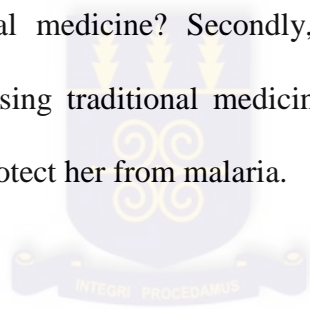 al medicine? Secondly,
sing traditional medicin
otect her from malaria.
INTEGRI PROCEDAMUS